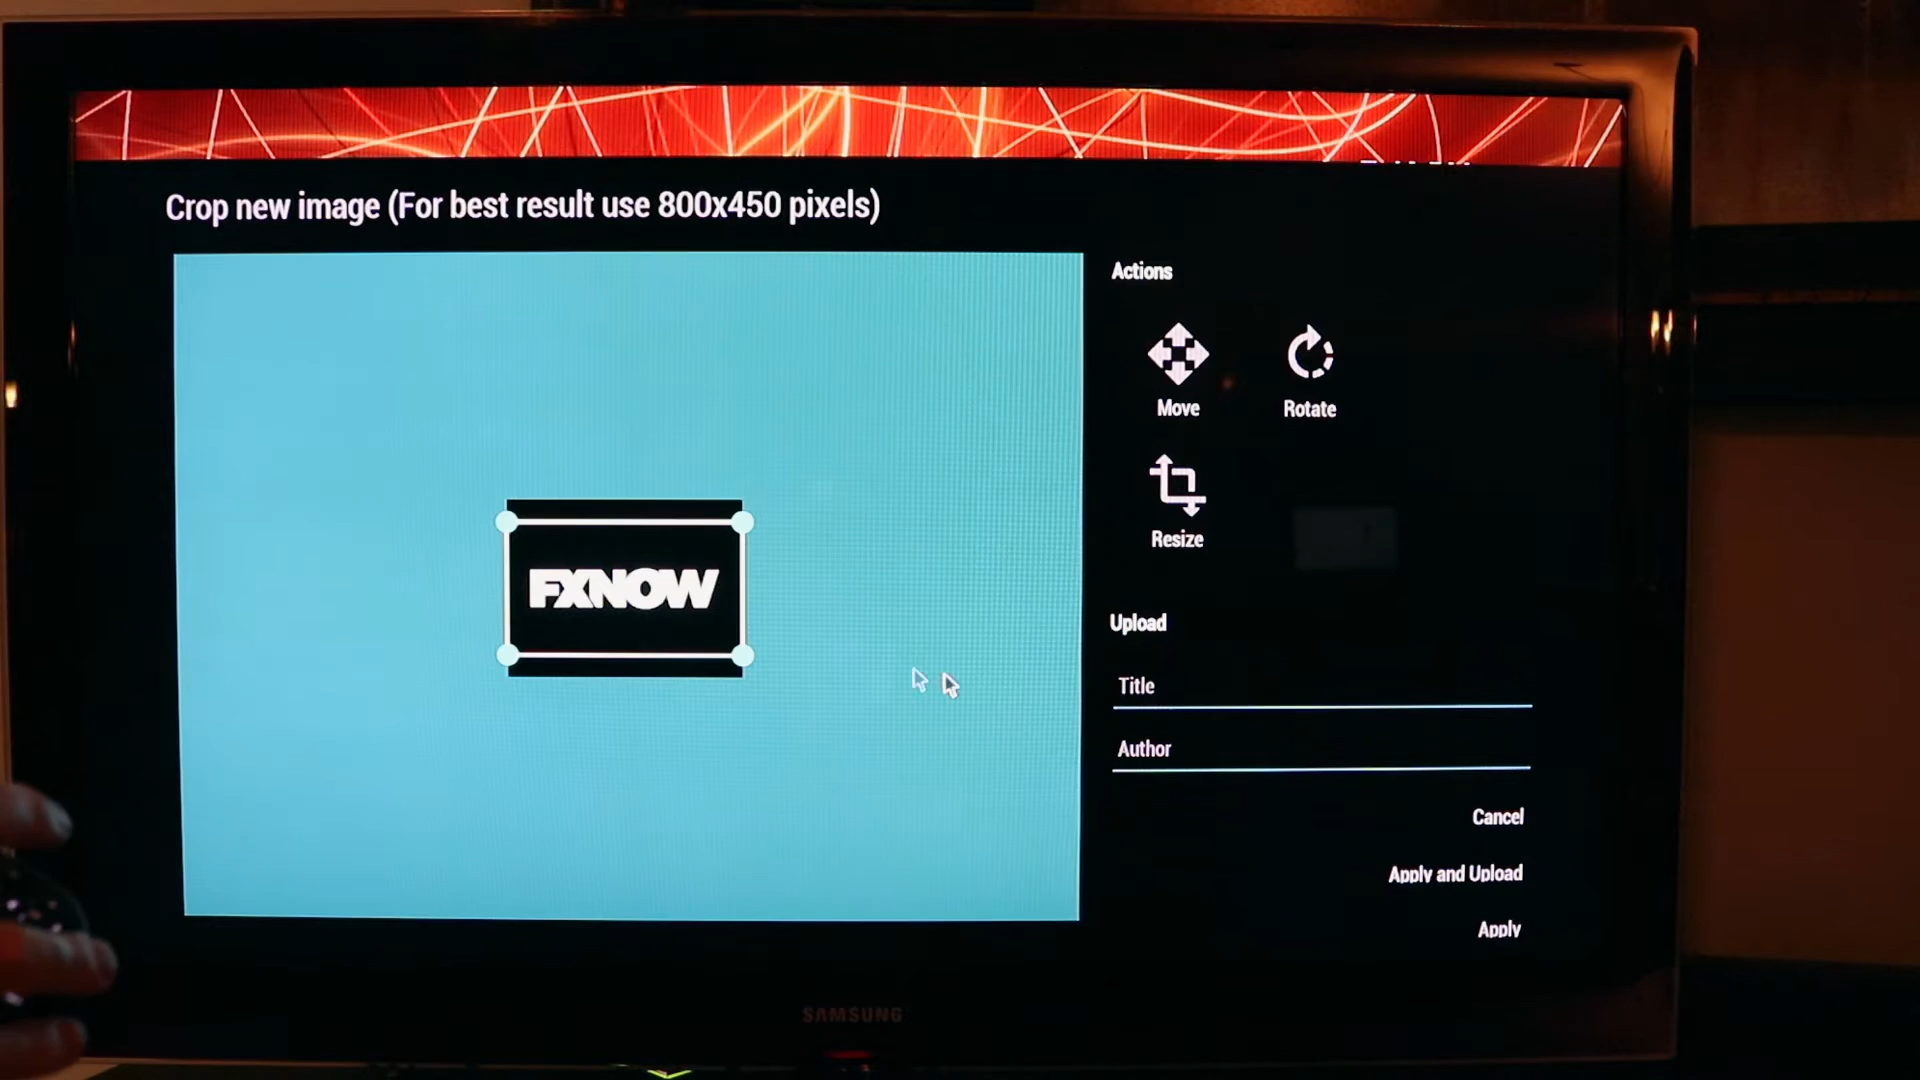 Crop new image (For best result use 800x450 pixels)
Actions
Move
Rotate
Resize
FXNOW
Upload
Title
Author
Cancel
Apply and Upload
Apply
SAMSUNG